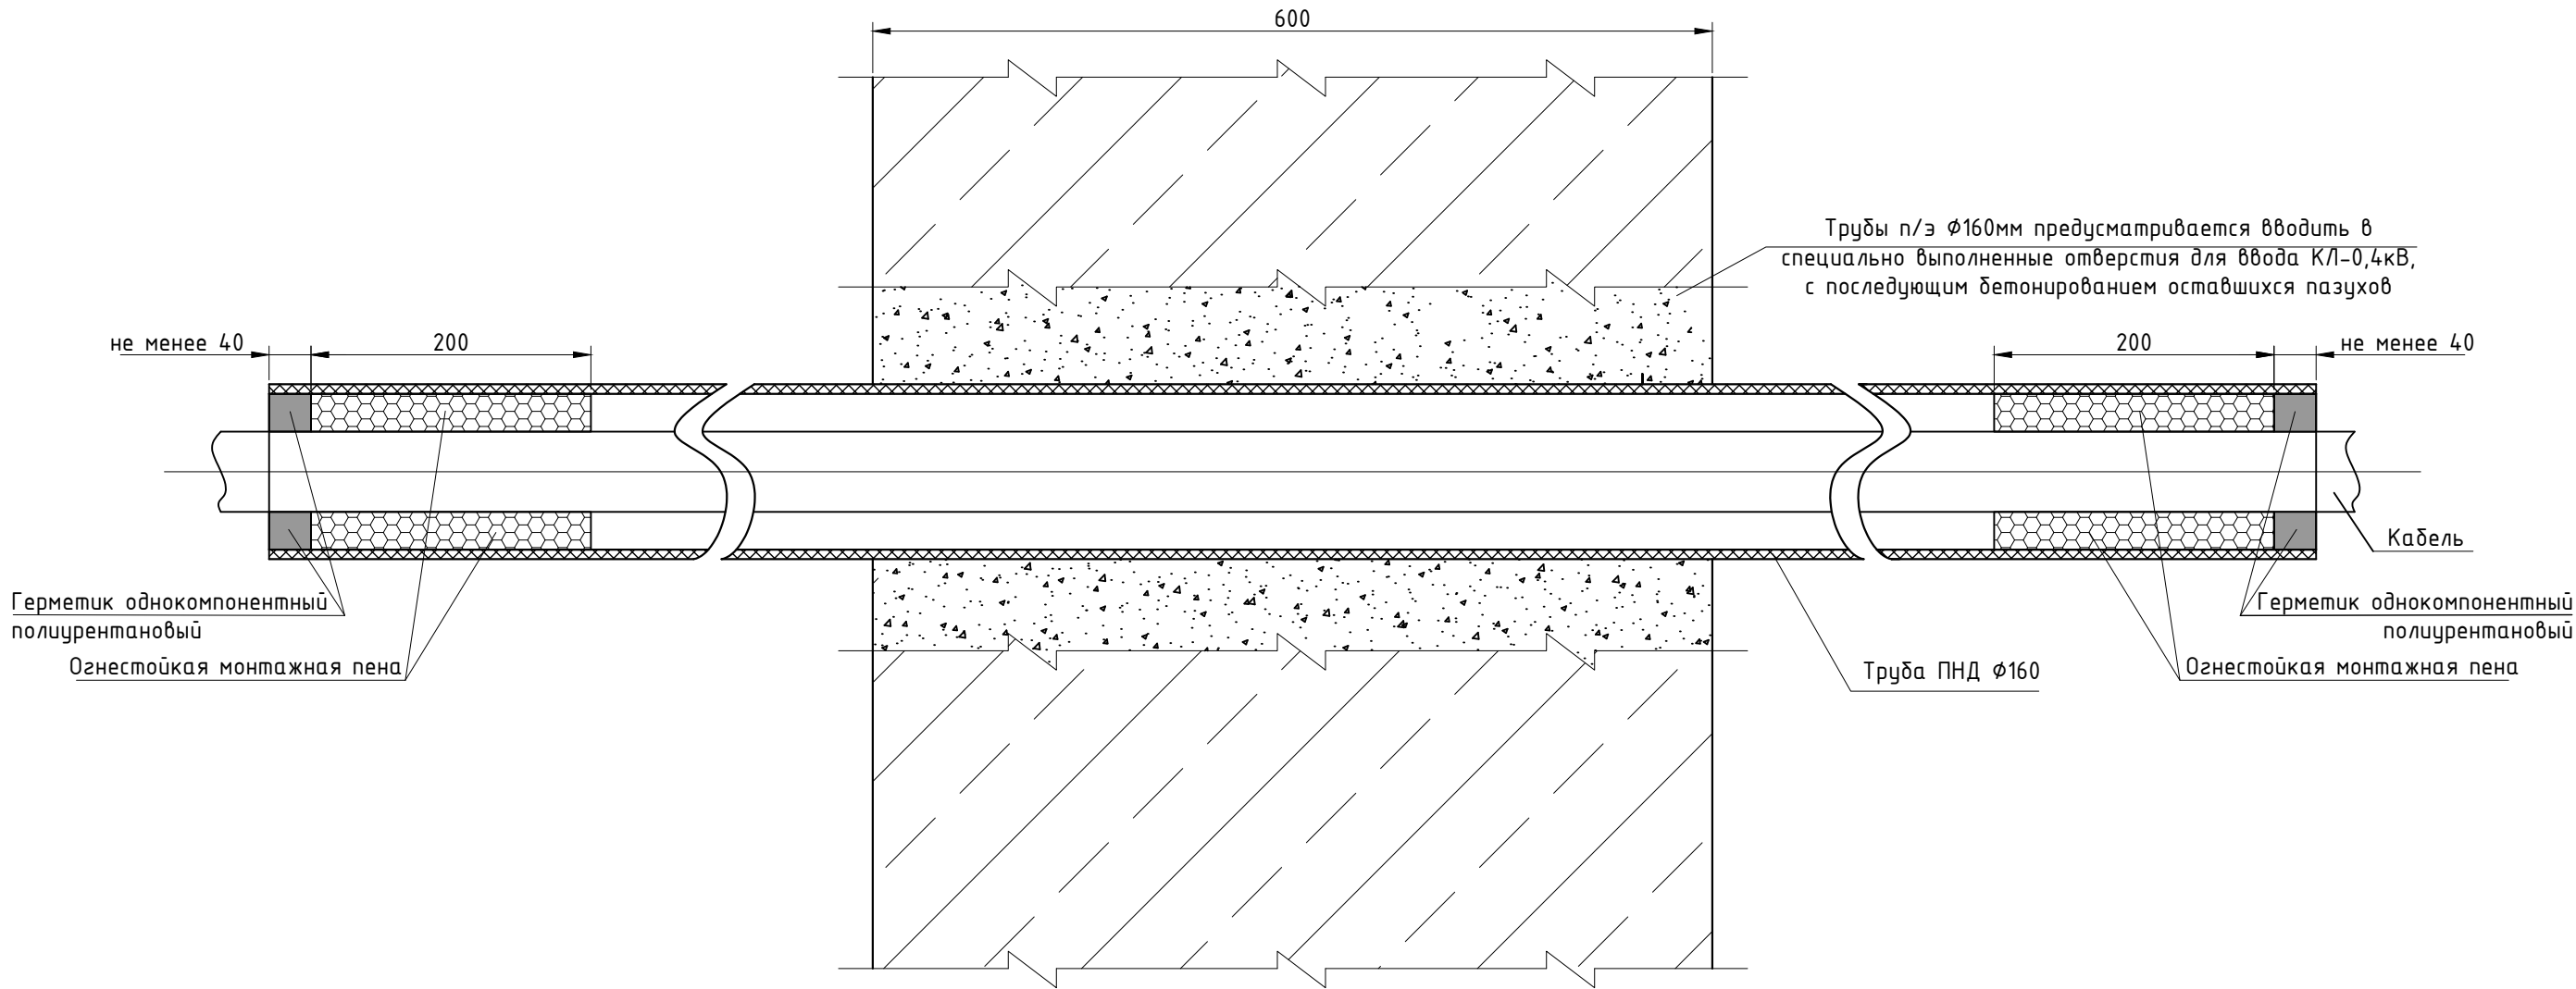 600
Трубы п/э Ф160мм предусматривается вводить в
специально выполненные отверстия для ввода КЛ-0,4кВ,
с последующим бетонированием оставшихся пазухов
не менее 40
200
200
не менее 40
Кабель
Герметик однокомпонентный
полиурентановый
Огнестойкая монтажная пена
Труба ПНД Ф160
Герметик однокомпонентный
полиурентановый
Огнестойкая монтажная пена